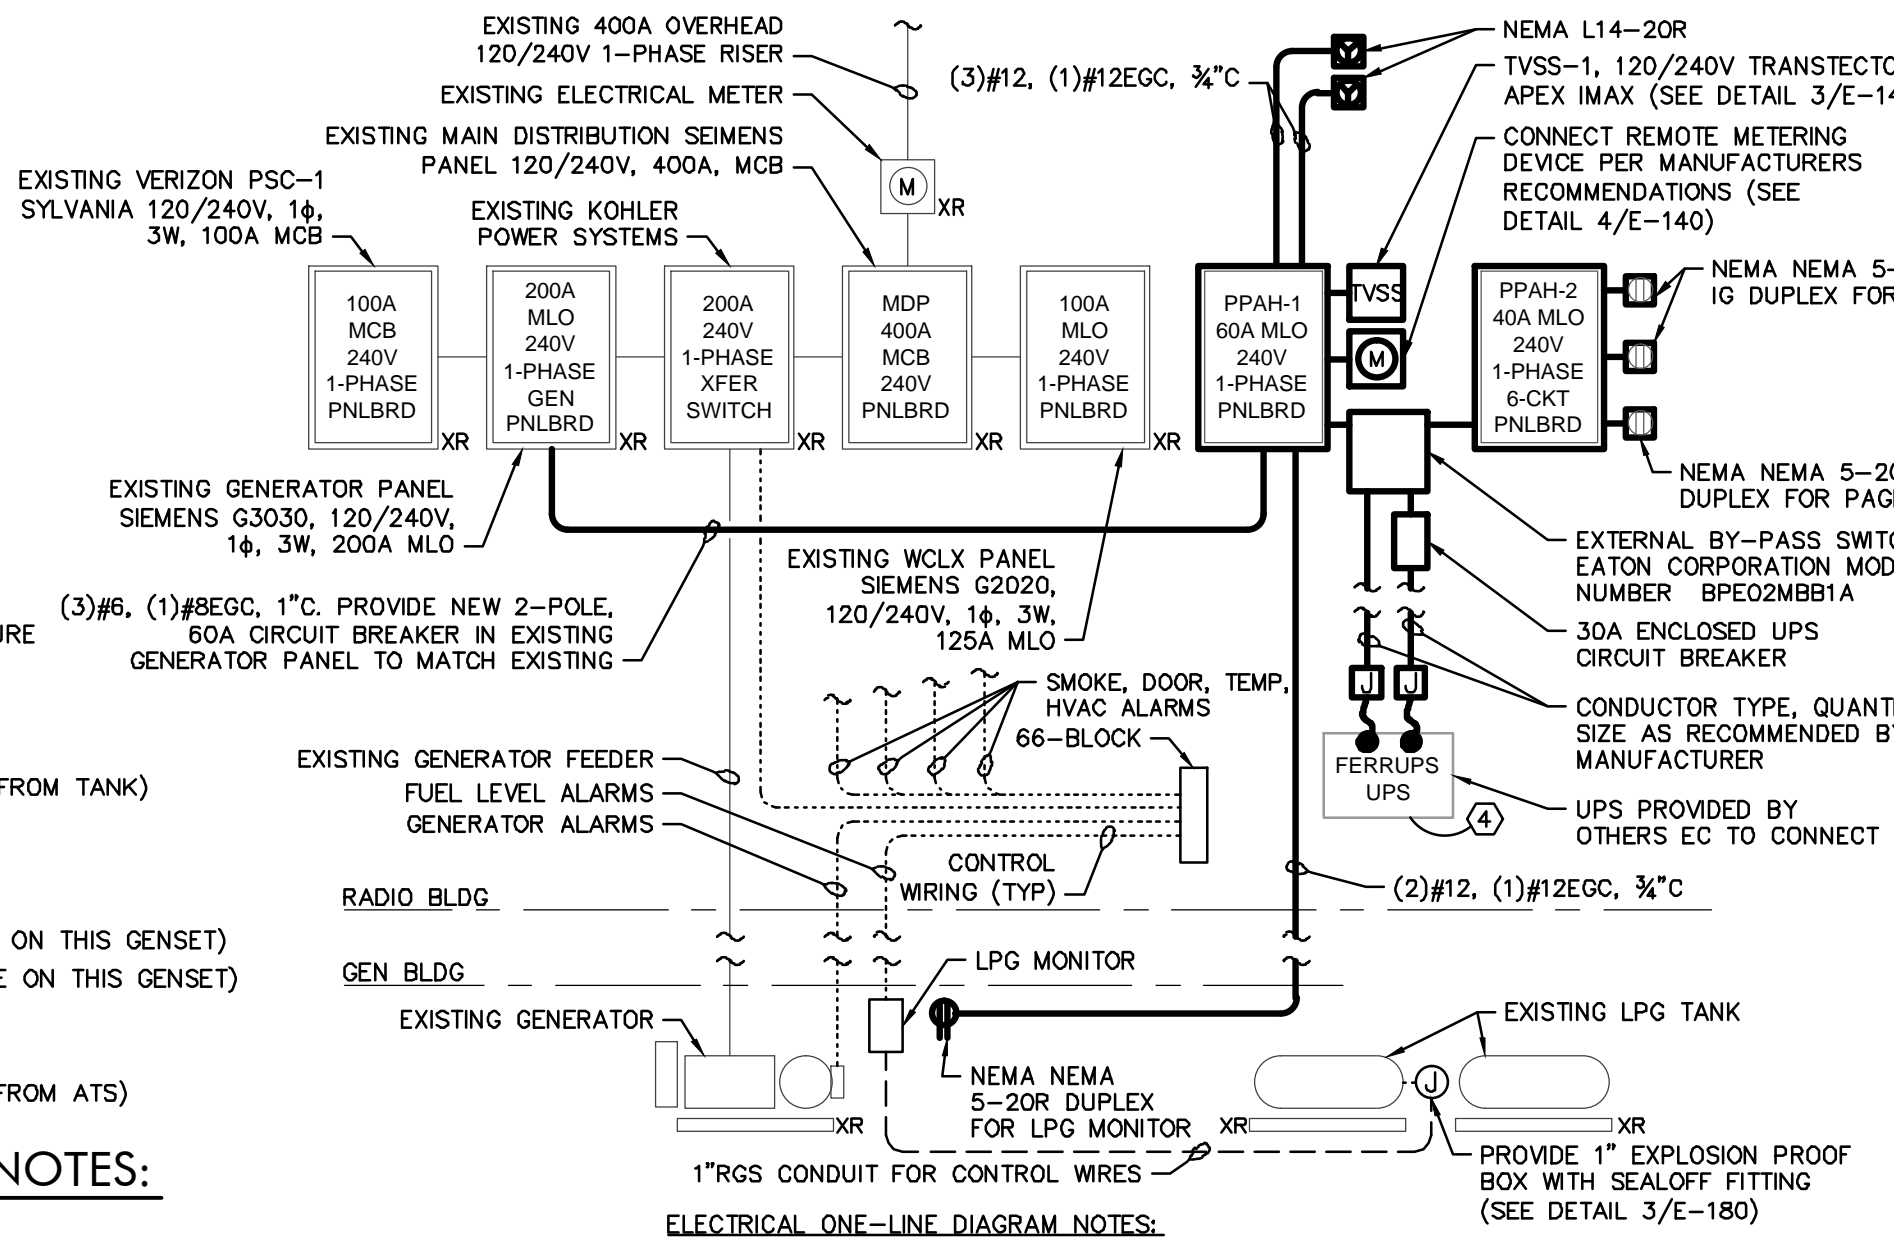 EXISTING 400A OVERHEAD
120/240V 1-PHASE RISER
EXISTING ELECTRICAL METER
EXISTING MAIN DISTRIBUTION SEIMENS
PANEL 120/240V, 400A, MCB
EXISTING VERIZON PSC-1
SYLVANIA 120/240V, 1ϕ,
3W, 100A MCB
EXISTING KOHLER
POWER SYSTEMS
M
XR
(3)#12, (1)#12EGC, ¾"C
NEMA L14-20R
TVSS-1, 120/240V
APEX IMAX (SEE DETAIL
CONNECT REMOTE METERING
DEVICE PER MANUFACTURERS
RECOMMENDATIONS (SEE
DETAIL 4/E-140)
NEMA NEMA
IG DUPLEX FOR
100A
MCB
240V
1-PHASE
PNLBRD
XR
200A
MLO
240V
1-PHASE
GEN
PNLBRD
XR
200A
240V
1-PHASE
XFER
SWITCH
XR
MDP
400A
MCB
240V
PNLBRD
XR
100A
MLO
240V
1-PHASE
PNLBRD
XR
PPAH-1
60A MLO
240V
1-PHASE
PNLBRD
TVSS
M
PPAH-2
40A MLO
240V
1-PHASE
6-CKT
PNLBRD
NEMA NEMA
DUPLEX FOR
EXISTING GENERATOR PANEL
SIEMENS G3030, 120/240V,
1ϕ, 3W, 200A MLO
EXISTING WCLX PANEL
SIEMENS G2020,
120/240V, 1ϕ, 3W,
125A MLO
EXTERNAL BY-PASS
EATON CORPORATION
NUMBER BPE02MBB1A
30A ENCLOSED UPS
CIRCUIT BREAKER
(3)#6, (1)#8EGC, 1"C. PROVIDE NEW 2-POLE,
60A CIRCUIT BREAKER IN EXISTING
GENERATOR PANEL TO MATCH EXISTING
SMOKE, DOOR, TEMP,
HVAC ALARMS
66-BLOCK
J
J
CONDUCTOR TYPE,
SIZE AS RECOMMENDED
MANUFACTURER
FERRUPS
UPS
4
UPS PROVIDED BY
OTHERS EC TO CONNECT
EXISTING GENERATOR FEEDER
FUEL LEVEL ALARMS
GENERATOR ALARMS
FROM TANK)
CONTROL
WIRING (TYP)
(2)#12, (1)#12EGC, ¾"C
RADIO BLDG
ON THIS GENSET)
ON THIS GENSET)
GEN BLDG
LPG MONITOR
EXISTING GENERATOR
EXISTING LPG TANK
NEMA NEMA
5-20R DUPLEX
FOR LPG MONITOR
J
FROM ATS)
XR
XR
XR
1"RGS CONDUIT FOR CONTROL WIRES
PROVIDE 1" EXPLOSION PROOF
BOX WITH SEALOFF FITTING
(SEE DETAIL 3/E-180)
NOTES:
ELECTRICAL ONE-LINE DIAGRAM NOTES: